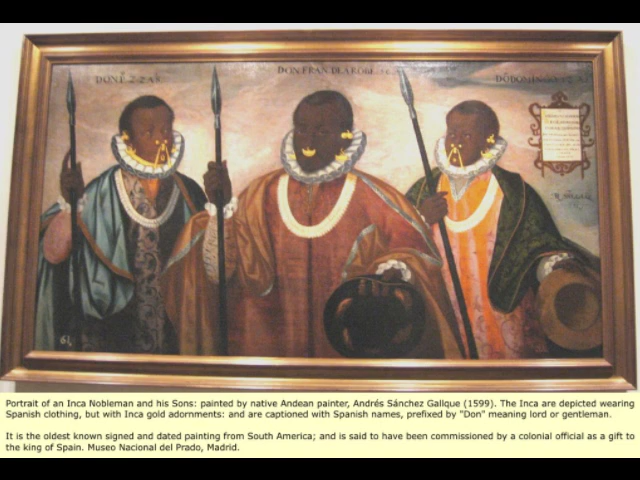 DON FRAN DLAROBE
Portrait of an Inca Nobleman and his Sons: painted by native Andean painter, Andrés Sánchez Galique (1599). The Inca are depicted wearing
Spanish clothing, but with Inca gold adornments: and are captioned with Spanish names, prefixed by "Don" meaning lord or gentleman.
It is the oldest known signed and dated painting from South America; and is said to have been commissioned by a colonial official as a gift to
the king of Spain. Museo Nacional del Prado, Madrid.